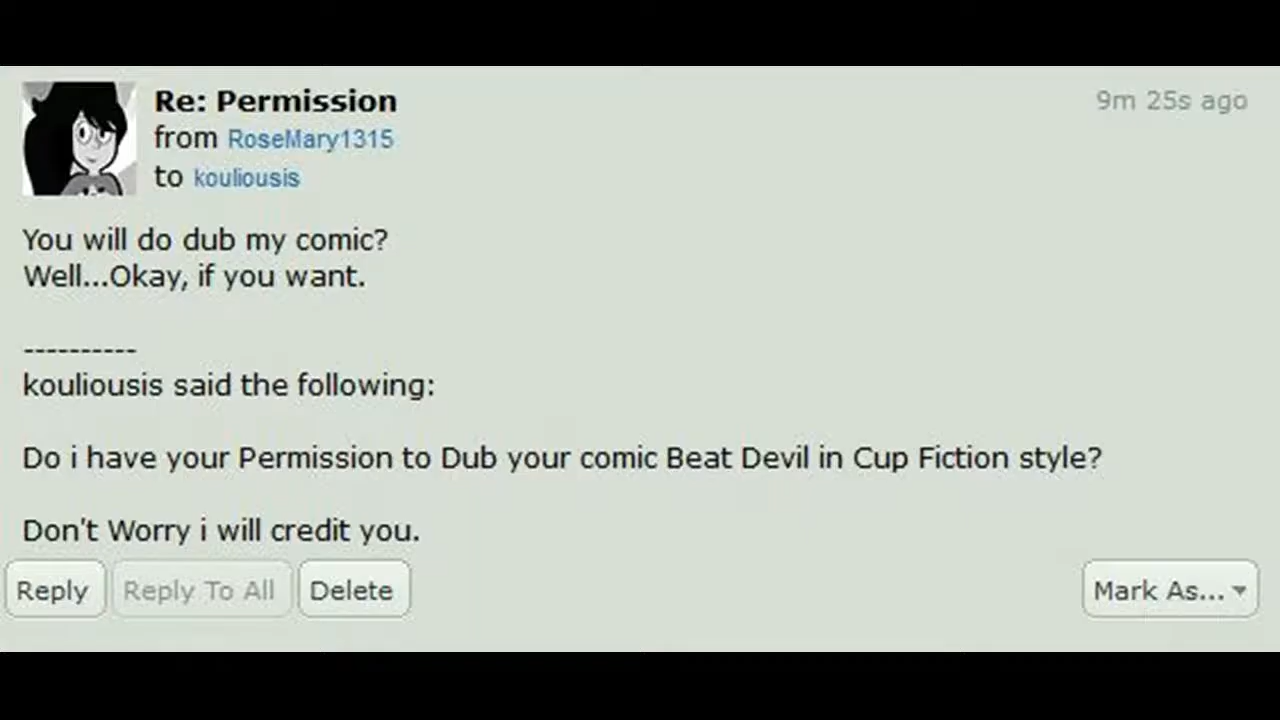 Re: Permission
9m 25s ago
from RoseMary1315
to kouliousis
You will do dub my comic?
Well...Okay, if you want.
----------
kouliousis said the following:
Do i have your Permission to Dub your comic Beat Devil in Cup Fiction style?
Don't Worry i will credit you.
Reply Reply To All Delete Mark As...